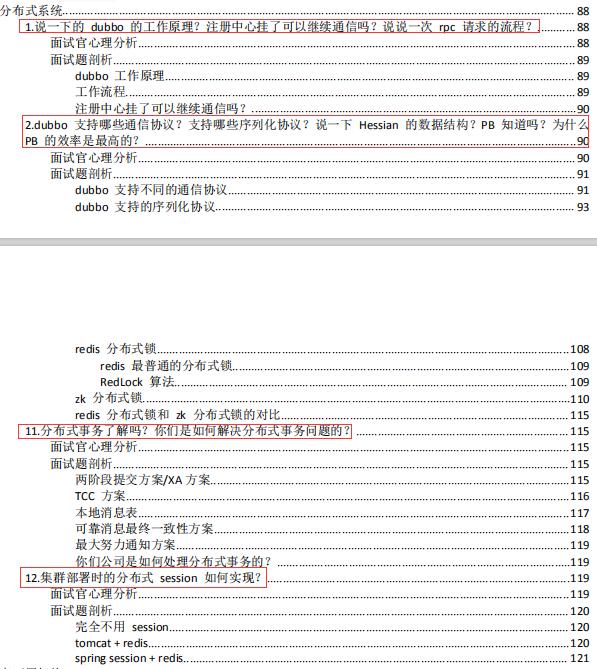 分布式系统 88
1.说一下的 dubbo 的工作原理？注册中心挂了可以继续通信吗？说说一次 rpc 请求的流程？ 88
面试官心理分析 88
面试题剖析 89
dubbo 工作原理 89
工作流程 89
注册中心挂了可以继续通信吗？ 90
2.dubbo 支持哪些通信协议？支持哪些序列化协议？说一下 Hessian 的数据结构？PB 知道吗？为什么
PB 的效率是最高的？ 90
面试官心理分析 90
面试题剖析 91
dubbo 支持不同的通信协议 91
dubbo 支持的序列化协议 93
redis 分布式锁 108
redis 最普通的分布式锁 109
RedLock 算法 109
zk 分布式锁 110
redis 分布式锁和 zk 分布式锁的对比 115
11.分布式事务了解吗？你们是如何解决分布式事务问题的？ 115
面试官心理分析 115
面试题剖析 115
两阶段提交方案/XA 方案 115
TCC 方案 116
本地消息表 117
可靠消息最终一致性方案 118
最大努力通知方案 119
你们公司是如何处理分布式事务的？ 119
12.集群部署时的分布式 session 如何实现？ 119
面试官心理分析 119
面试题剖析 120
完全不用 session 120
tomcat + redis 120
spring session + redis 121